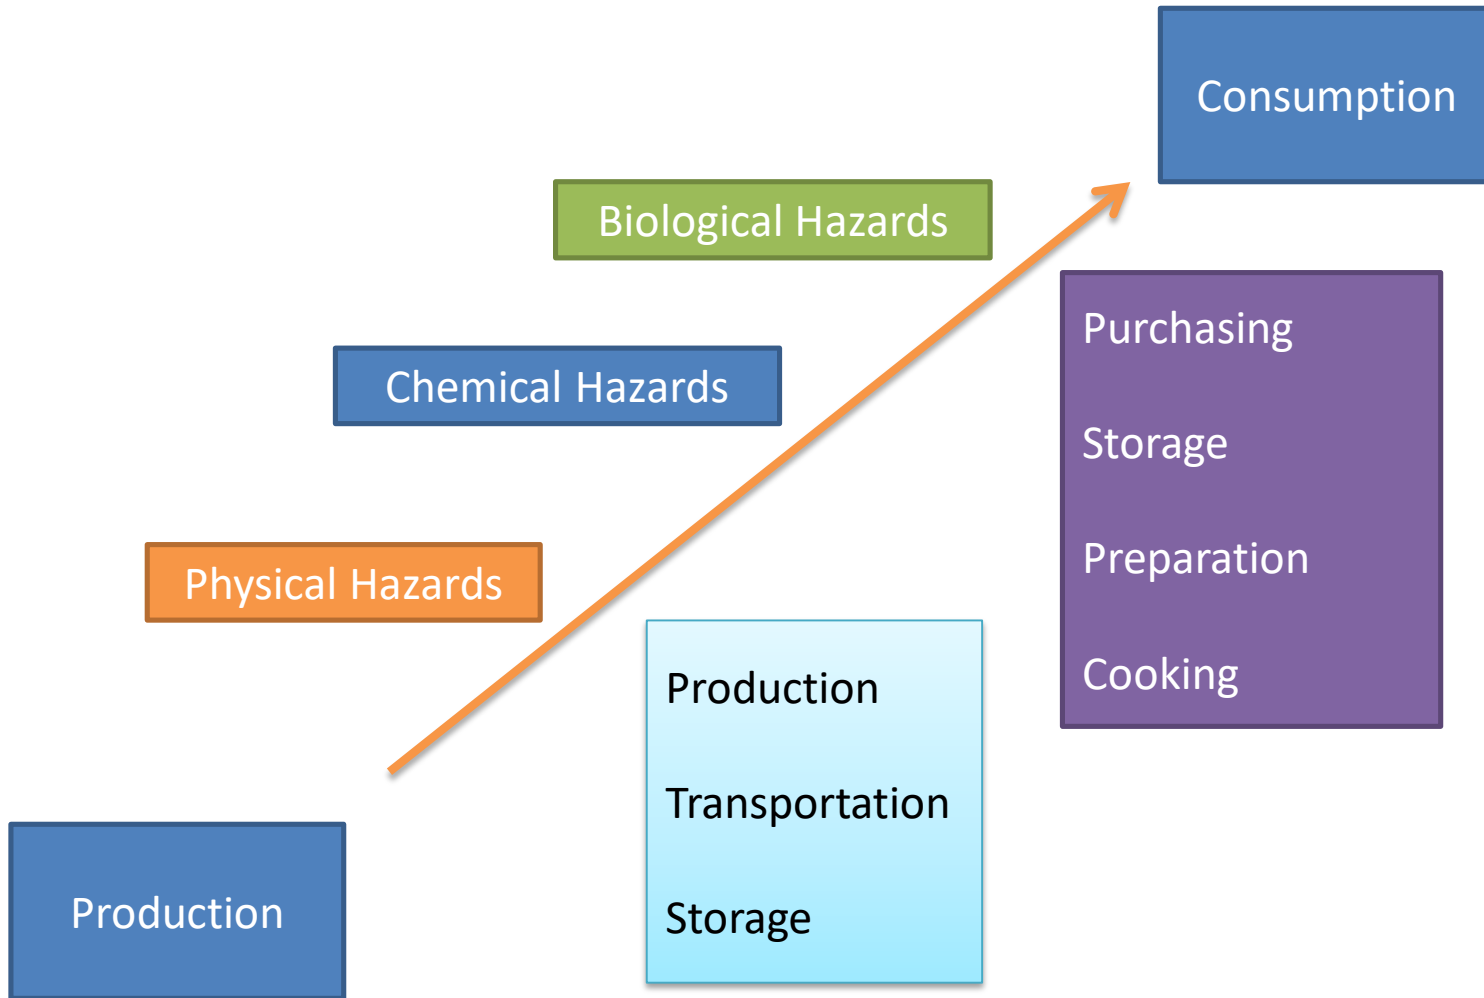 Consumption
Biological Hazards
Chemical Hazards
Physical Hazards
Purchasing
Storage
Preparation
Cooking
Production
Transportation
Storage
Production